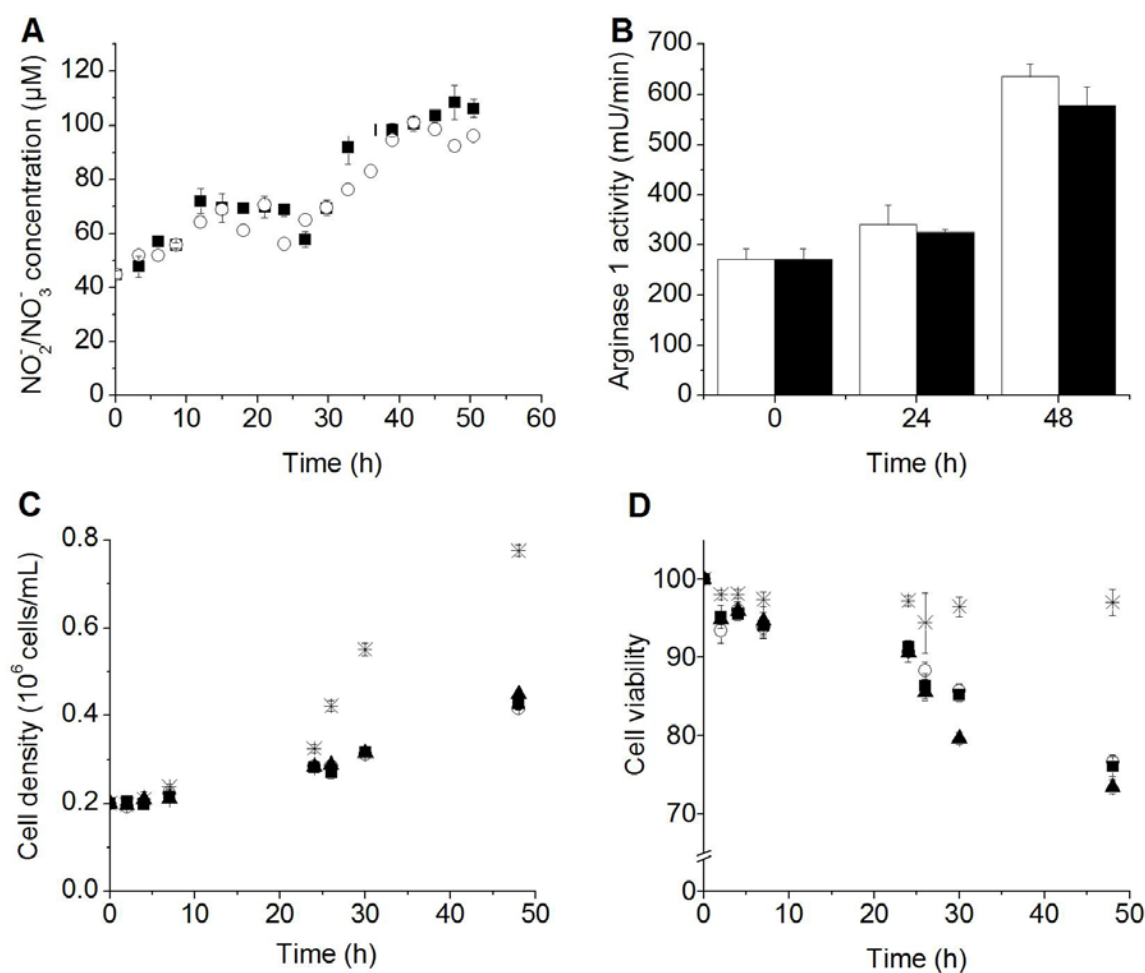 A
NO₂⁻/NO₃⁻ concentration (µM)
120
100
80
60
40
20
0
0 10 20 30 40 50 60
Time (h)
B
Arginase 1 activity (mU/min)
700
600
500
400
300
200
100
0
0 24 48
Time (h)
C
Cell density (10⁶ cells/mL)
0.8
0.6
0.4
0.2
0.0
0 10 20 30 40 50
Time (h)
D
Cell viability
100
90
80
70
0
0 10 20 30 40 50
Time (h)